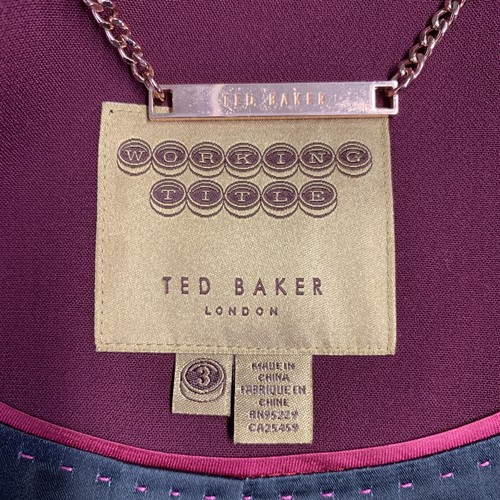 TED BAKER
WORKING
TITLE
TED BAKER
LONDON
3
MADE IN
CHINA
FABRIQUE EN
CHINE
RN95229
CA25459